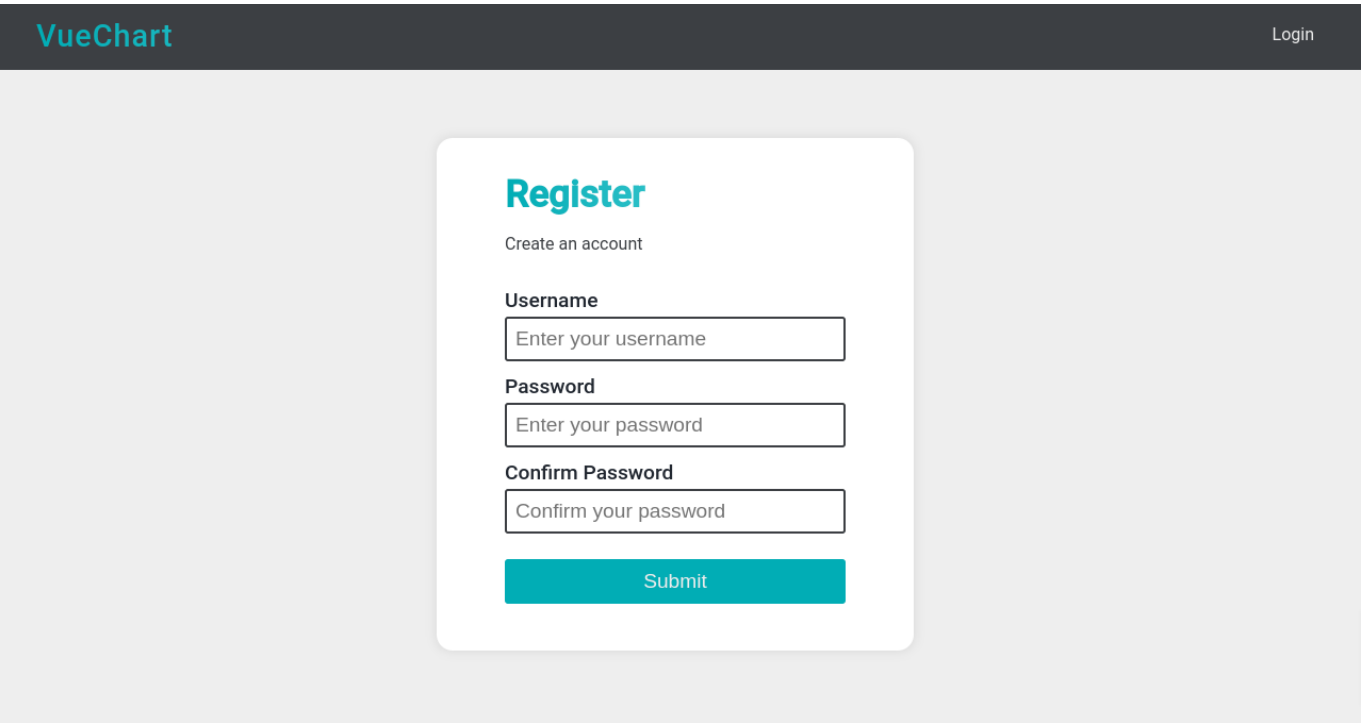 VueChart
Login
Register
Create an account
Username
Enter your username
Password
Enter your password
Confirm Password
Confirm your password
Submit